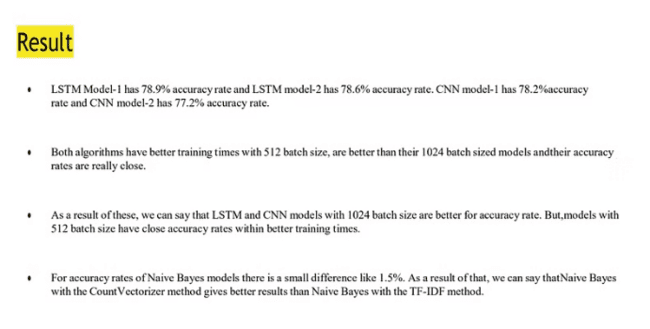 Result
• LSTM Model-1 has 78.9% accuracy rate and LSTM model-2 has 78.6% accuracy rate. CNN model-1 has 78.2%accuracy
rate and CNN model-2 has 77.2% accuracy rate.
• Both algorithms have better training times with 512 batch size, are better than their 1024 batch sized models andtheir accuracy
rates are really close.
• As a result of these, we can say that LSTM and CNN models with 1024 batch size are better for accuracy rate. But,models with
512 batch size have close accuracy rates within better training times.
• For accuracy rates of Naive Bayes models there is a small difference like 1.5%. As a result of that, we can say thatNaive Bayes
with the CountVectorizer method gives better results than Naive Bayes with the TF-IDF method.